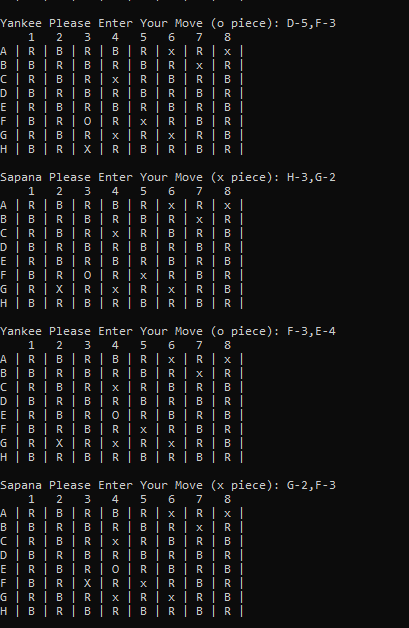 Yankee Please Enter Your Move (o piece): D-5,F-3
1 2 3 4 5 6 7 8
A | R | B | R | B | R | x | R | x |
B | B | R | B | R | B | R | x | R |
C | R | B | R | x | R | B | R | B |
D | B | R | B | R | B | R | B | R |
E | R | B | R | B | R | B | R | B |
F | B | R | O | R | x | R | B | R |
G | R | B | R | x | R | x | R | B |
H | B | R | X | R | B | R | B | R |
Sapana Please Enter Your Move (x piece): H-3,G-2
1 2 3 4 5 6 7 8
A | R | B | R | B | R | x | R | x |
B | B | R | B | R | B | R | x | R |
C | R | B | R | x | R | B | R | B |
D | B | R | B | R | B | R | B | R |
E | R | B | R | B | R | B | R | B |
F | B | R | O | R | x | R | B | R |
G | R | X | R | x | R | x | R | B |
H | B | R | B | R | B | R | B | R |
Yankee Please Enter Your Move (o piece): F-3,E-4
1 2 3 4 5 6 7 8
A | R | B | R | B | R | x | R | x |
B | B | R | B | R | B | R | x | R |
C | R | B | R | x | R | B | R | B |
D | B | R | B | R | B | R | B | R |
E | R | B | R | O | R | B | R | B |
F | B | R | B | R | x | R | B | R |
G | R | X | R | x | R | x | R | B |
H | B | R | B | R | B | R | B | R |
Sapana Please Enter Your Move (x piece): G-2,F-3
1 2 3 4 5 6 7 8
A | R | B | R | B | R | x | R | x |
B | B | R | B | R | B | R | x | R |
C | R | B | R | x | R | B | R | B |
D | B | R | B | R | B | R | B | R |
E | R | B | R | O | R | B | R | B |
F | B | R | X | R | x | R | B | R |
G | R | B | R | x | R | x | R | B |
H | B | R | B | R | B | R | B | R |